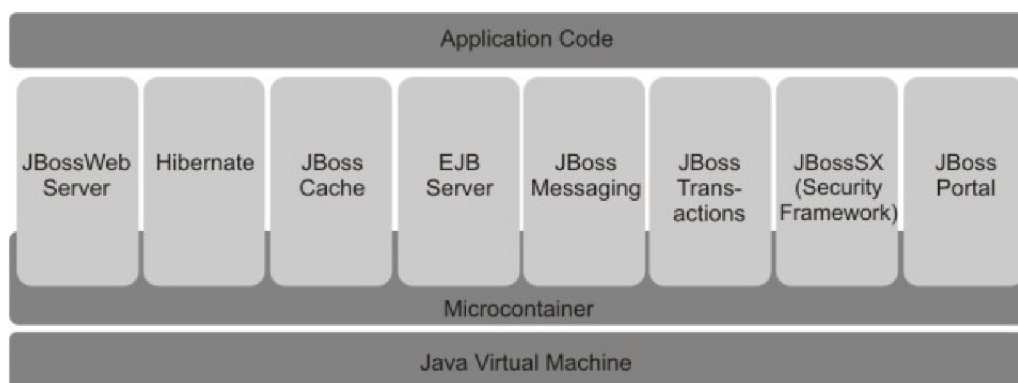 Application Code
JBossWeb
Server
Hibernate
JBoss
Cache
EJB
Server
JBoss
Messaging
JBoss
Trans-
actions
JBossSX
(Security
Framework)
JBoss
Portal
Microcontainer
Java Virtual Machine